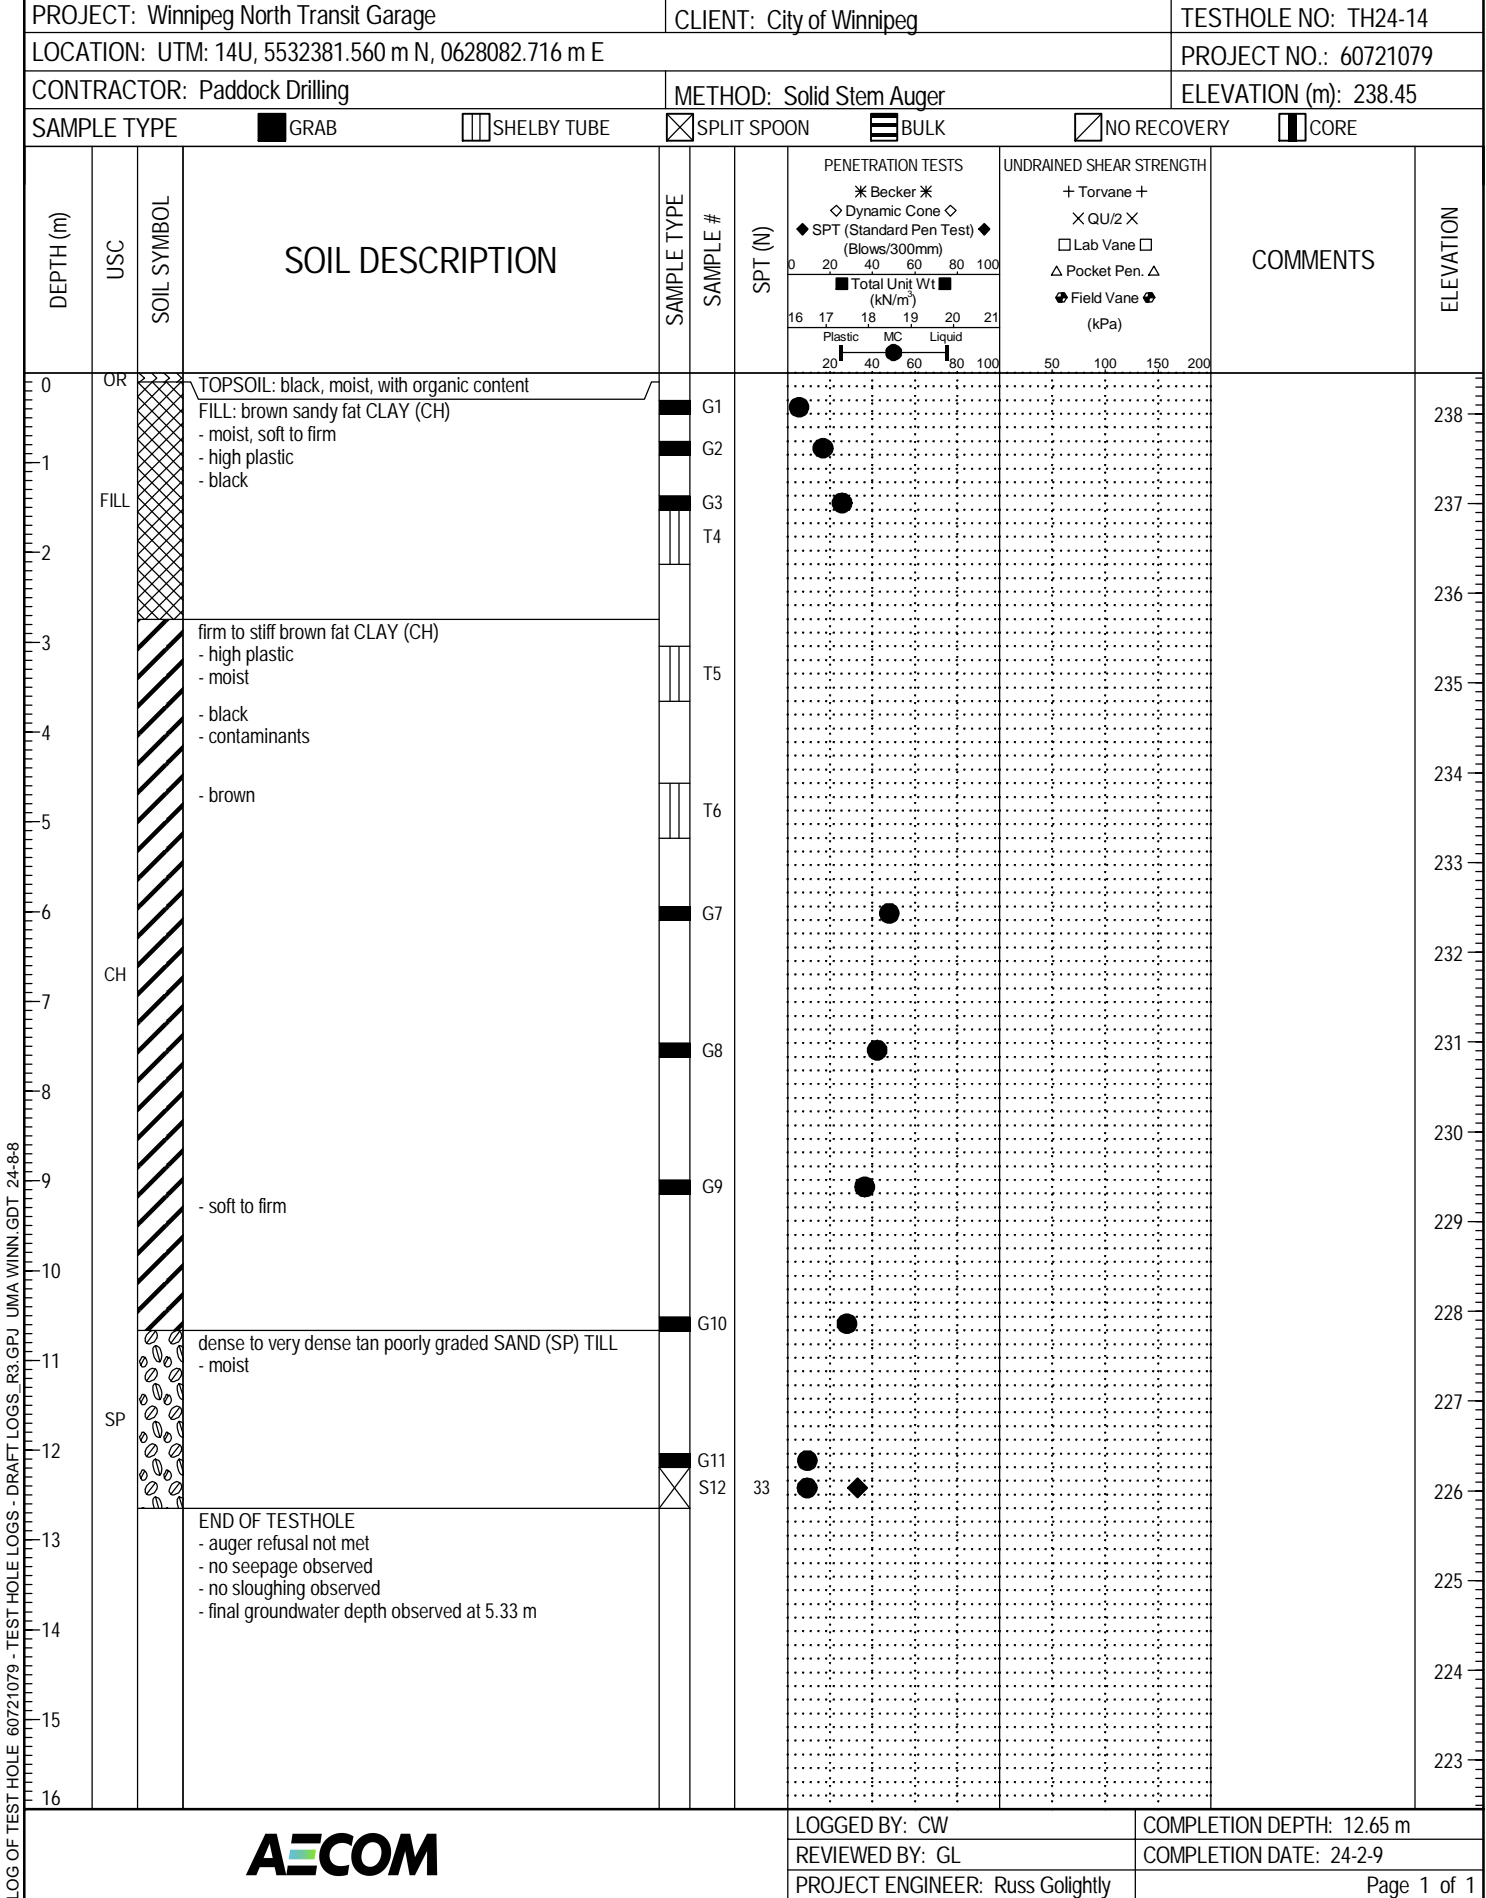 PROJECT: Winnipeg North Transit Garage
CLIENT: City of Winnipeg
TESTHOLE NO: TH24-14
LOCATION: UTM: 14U, 5532381.560 m N, 0628082.716 m E
PROJECT NO.: 60721079
CONTRACTOR: Paddock Drilling
METHOD: Solid Stem Auger
ELEVATION (m): 238.45
SAMPLE TYPE
GRAB
SHELBY TUBE
SPLIT SPOON
BULK
NO RECOVERY
CORE
DEPTH (m)
USC
SOIL SYMBOL
SOIL DESCRIPTION
SAMPLE TYPE
SAMPLE #
SPT (N)
PENETRATION TESTS
Becker
Dynamic Cone
SPT (Standard Pen Test)
(Blows/300mm)
0 20 40 60 80 100
Total Unit Wt
(kN/m³)
16 17 18 19 20 21
Plastic MC Liquid
20 40 60 80 100
UNDRAINED SHEAR STRENGTH
+ Torvane +
QU/2
Lab Vane
Pocket Pen.
Field Vane
(kPa)
50 100 150 200
COMMENTS
ELEVATION
0
OR
TOPSOIL: black, moist, with organic content
FILL: brown sandy fat CLAY (CH)
G1
238
- moist, soft to firm
G2
- high plastic
1
- black
FILL
G3
237
T4
2
236
firm to stiff brown fat CLAY (CH)
3
- high plastic
- moist
T5
235
- black
4
- contaminants
234
- brown
T6
5
233
6
G7
232
CH
7
231
G8
8
230
9
G9
- soft to firm
229
10
228
G10
dense to very dense tan poorly graded SAND (SP) TILL
11
- moist
227
SP
12
G11
S12
33
226
END OF TESTHOLE
13
- auger refusal not met
- no seepage observed
- no sloughing observed
225
- final groundwater depth observed at 5.33 m
14
224
15
223
16
LOG OF TEST HOLE 60721079 - TEST HOLE LOGS - DRAFT LOGS_R3.GPJ UMA WINN.GDT 24-8-8
AECOM
LOGGED BY: CW
COMPLETION DEPTH: 12.65 m
REVIEWED BY: GL
COMPLETION DATE: 24-2-9
PROJECT ENGINEER: Russ Golightly
Page 1 of 1